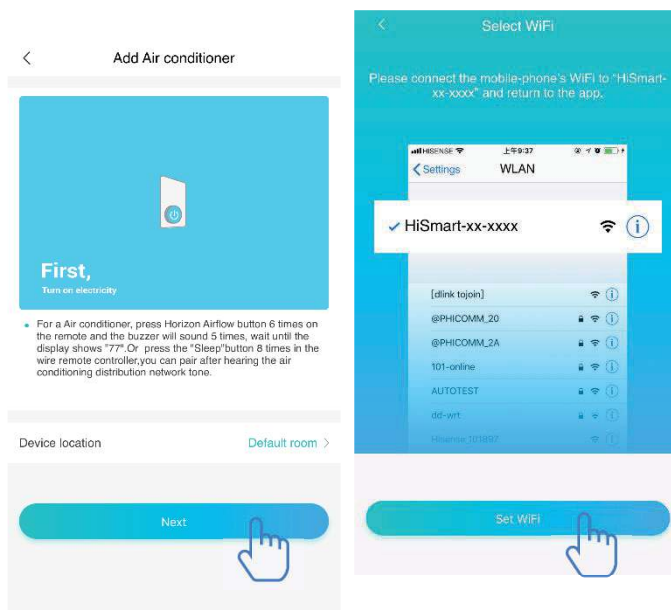 Add Air conditioner
First,
Turn on electricity
For a Air conditioner, press Horizon Airflow button 6 times on
the remote and the buzzer will sound 5 times, wait until the
display shows "77".Or press the "Sleep"button 8 times in the
wire remote controller,you can pair after hearing the air
conditioning distribution network tone.
Device location
Default room
Next
Select WiFi
Please connect the mobile-phone's WiFi to "HiSmart-
xx-xxxx" and return to the app.
HISENSE
上午9:37
Settings
WLAN
HiSmart-xx-xxxx
[dlink tojoin]
@PHICOMM_20
@PHICOMM_2A
101-online
AUTOTEST
dd-wrt
Set WiFi